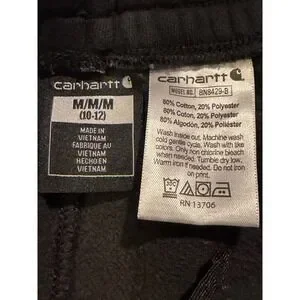 carhartt
M/M/M
(10-12)
MADE IN
VIETNAM
FABRIQUÉ AU
VIETNAM
HECHO EN
VIETNAM
carhartt
MODEL NO. BN8429-B
80% Cotton, 20% Polyester
80% Coton, 20% Polyester
80% Algodón, 20% Poliéster
Wash inside out. Machine wash
cold gentle cycle. Wash with like
colors. Only non chlorine bleach
when needed. Tumble dry low.
Warm iron if needed. Do not iron
on print.
RN 13706